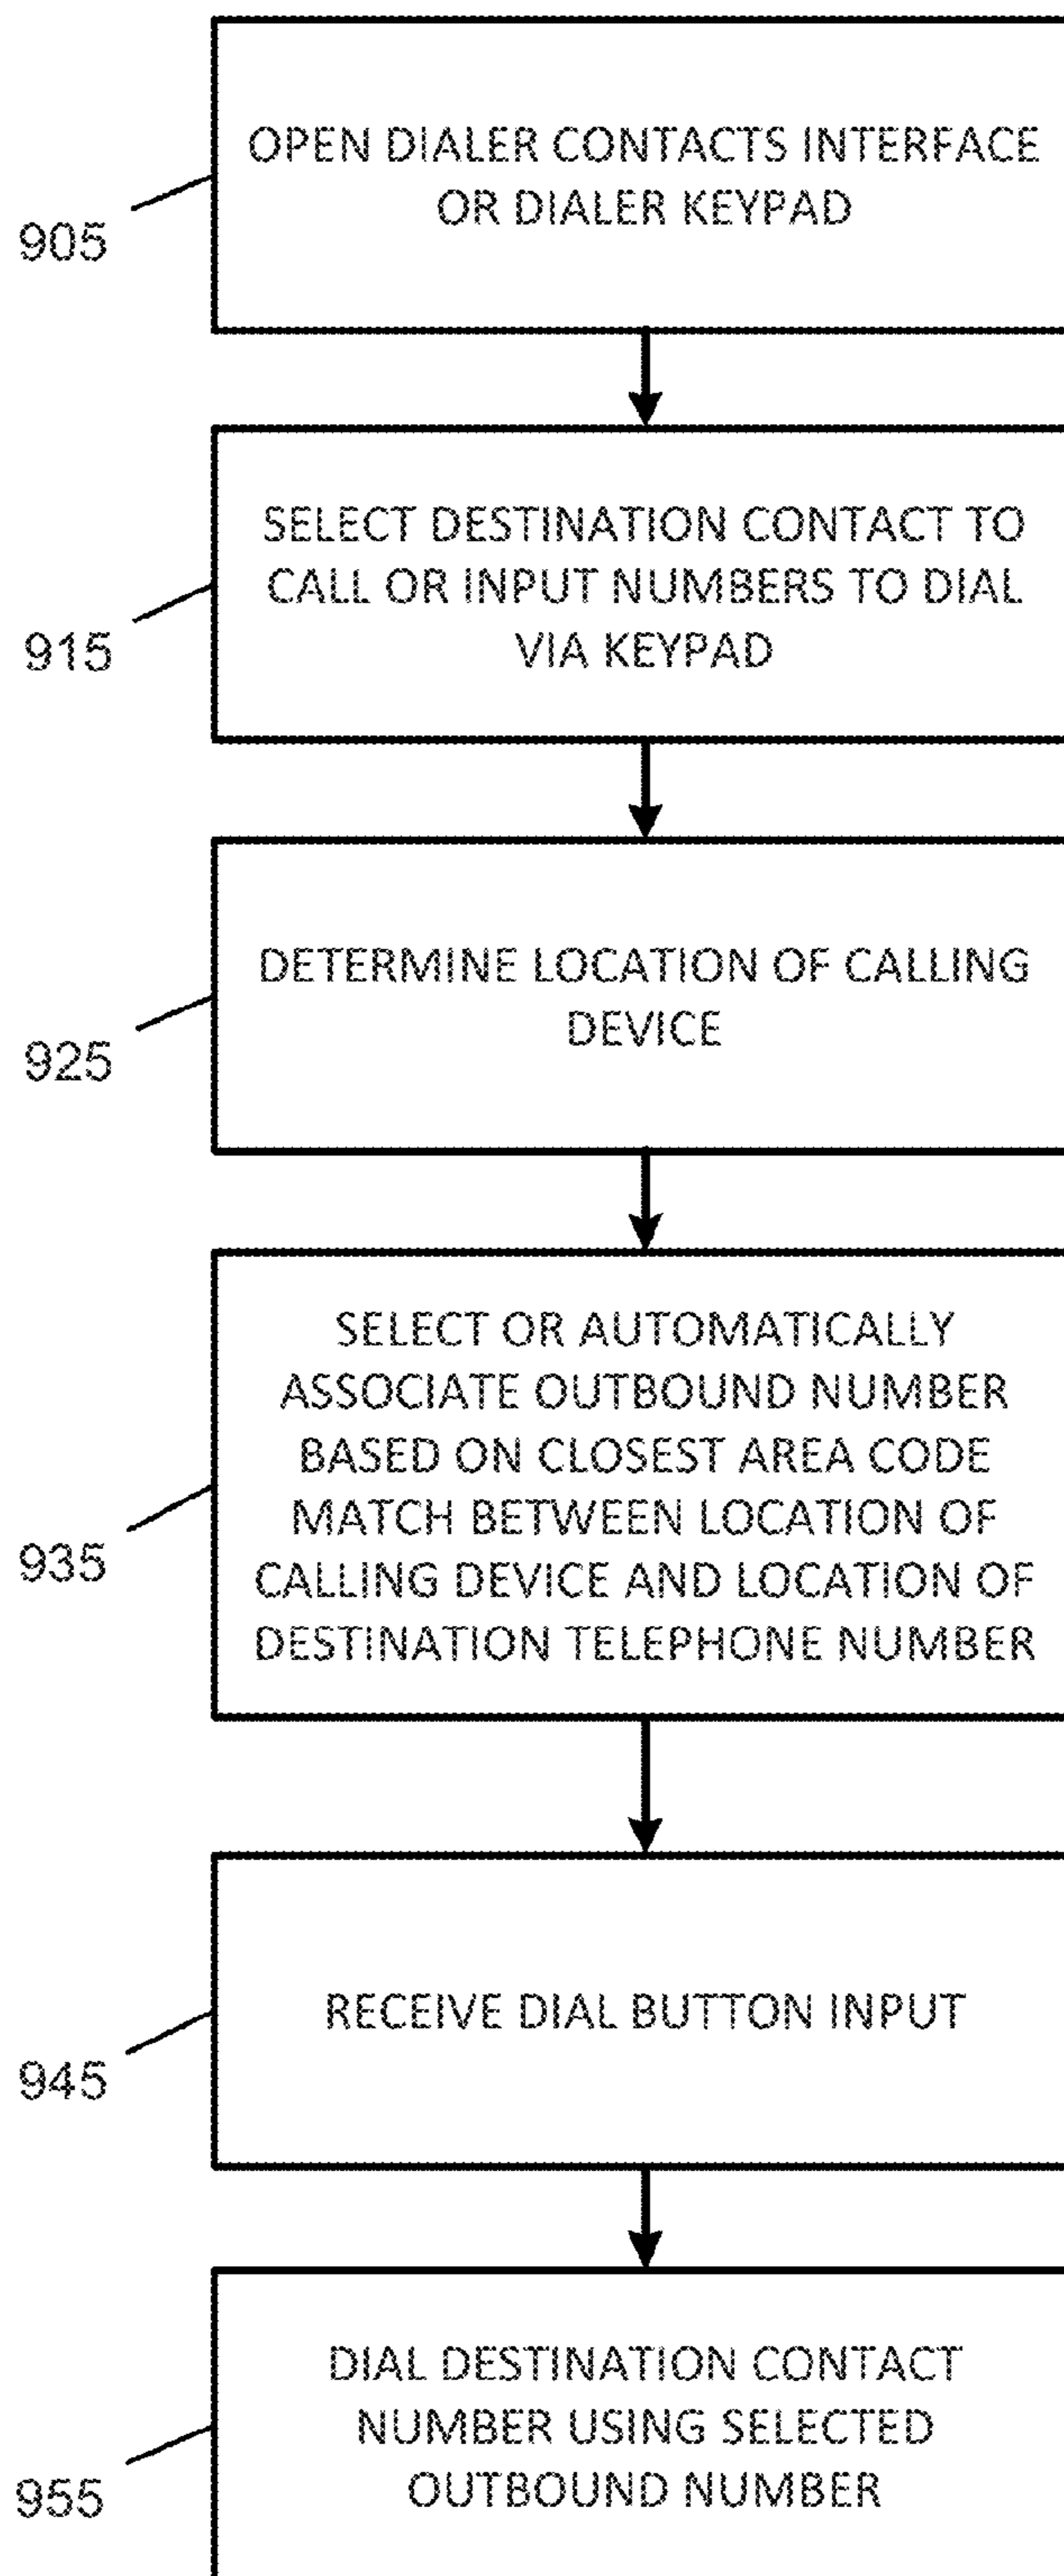 OPEN DIALER CONTACTS INTERFACE
OR DIALER KEYPAD
905
SELECT DESTINATION CONTACT TO
CALL OR INPUT NUMBERS TO DIAL
VIA KEYPAD
915
DETERMINE LOCATION OF CALLING
DEVICE
925
SELECT OR AUTOMATICALLY
ASSOCIATE OUTBOUND NUMBER
BASED ON CLOSEST AREA CODE
MATCH BETWEEN LOCATION OF
CALLING DEVICE AND LOCATION OF
DESTINATION TELEPHONE NUMBER
935
RECEIVE DIAL BUTTON INPUT
945
DIAL DESTINATION CONTACT
NUMBER USING SELECTED
OUTBOUND NUMBER
955